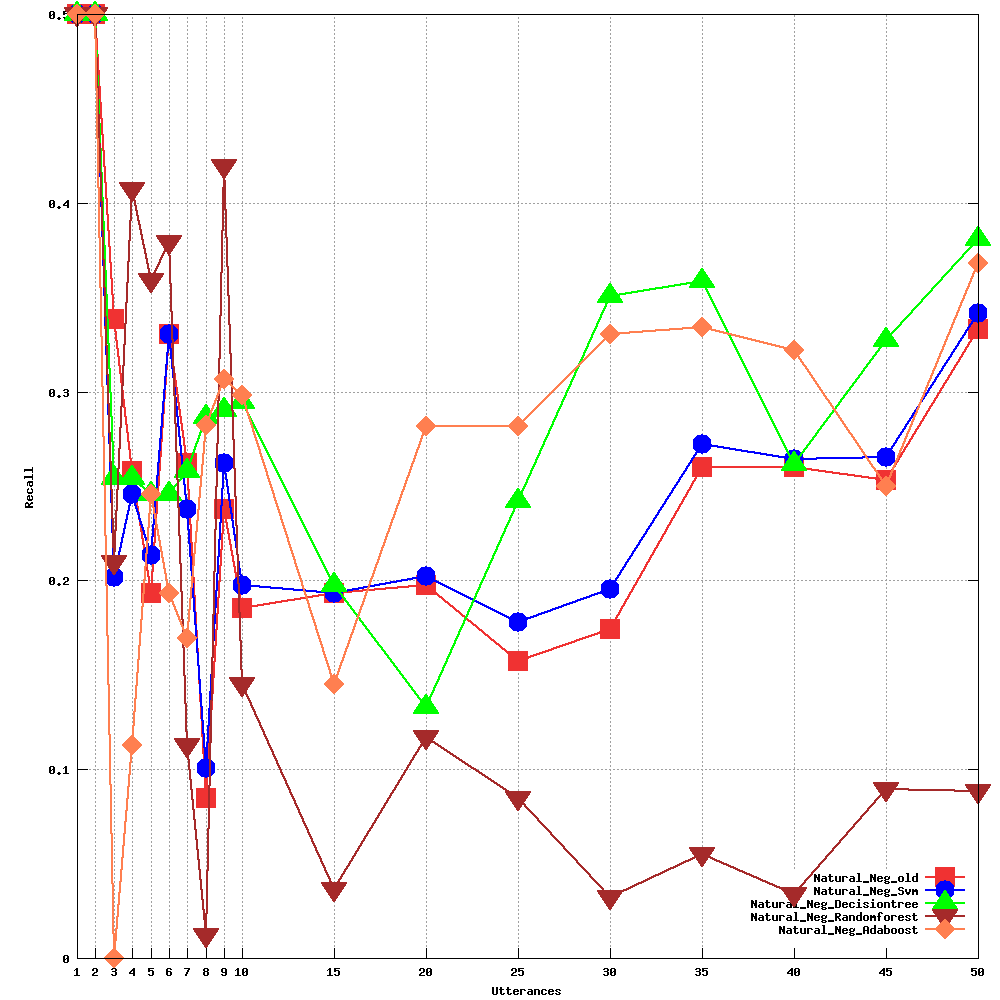 0.4
0.3
0.2
0.1
0
Recall
1 2 3 4 5 6 7 8 9 10 15 20 25 30 35 40 45 50
Utterances
Natural_Neg_old
Natural_Neg_Svm
Natural_Neg_Decisiontree
Natural_Neg_Randomforest
Natural_Neg_Adaboost